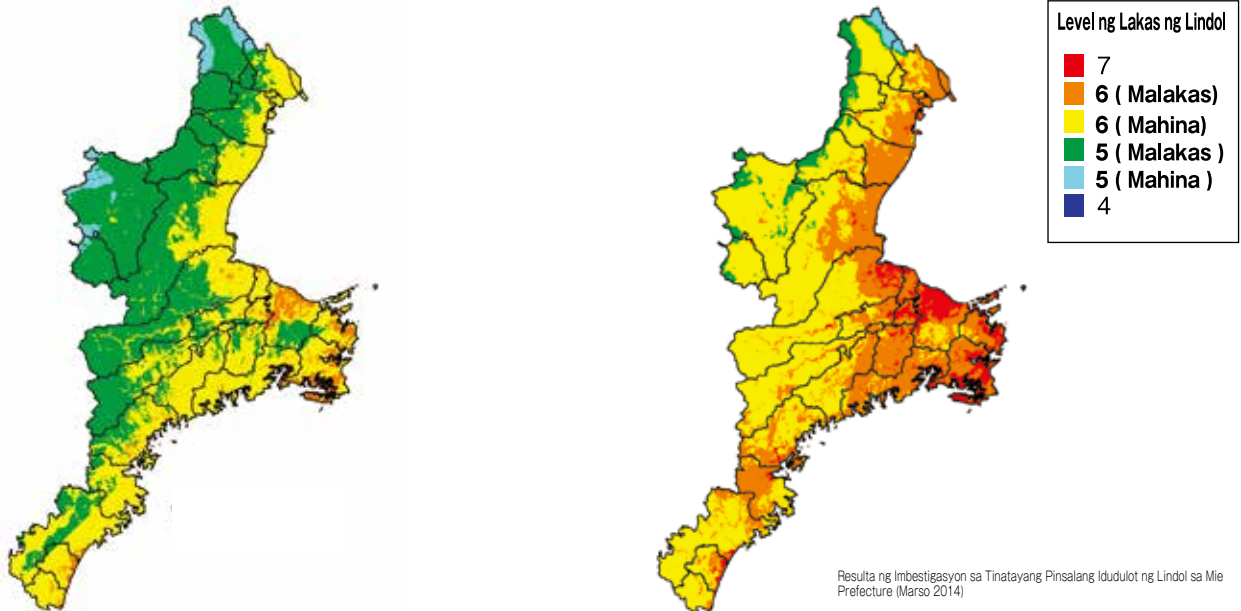 Level ng Lakas ng Lindol
7
6 ( Malakas)
6 (Mahina)
5 (Malakas )
5 ( Mahina )
4
Resulta ng Imbestigasyon sa Tinatayang Pinsalang Idudulot ng Lindol sa Mie
Prefecture (Marso 2014)